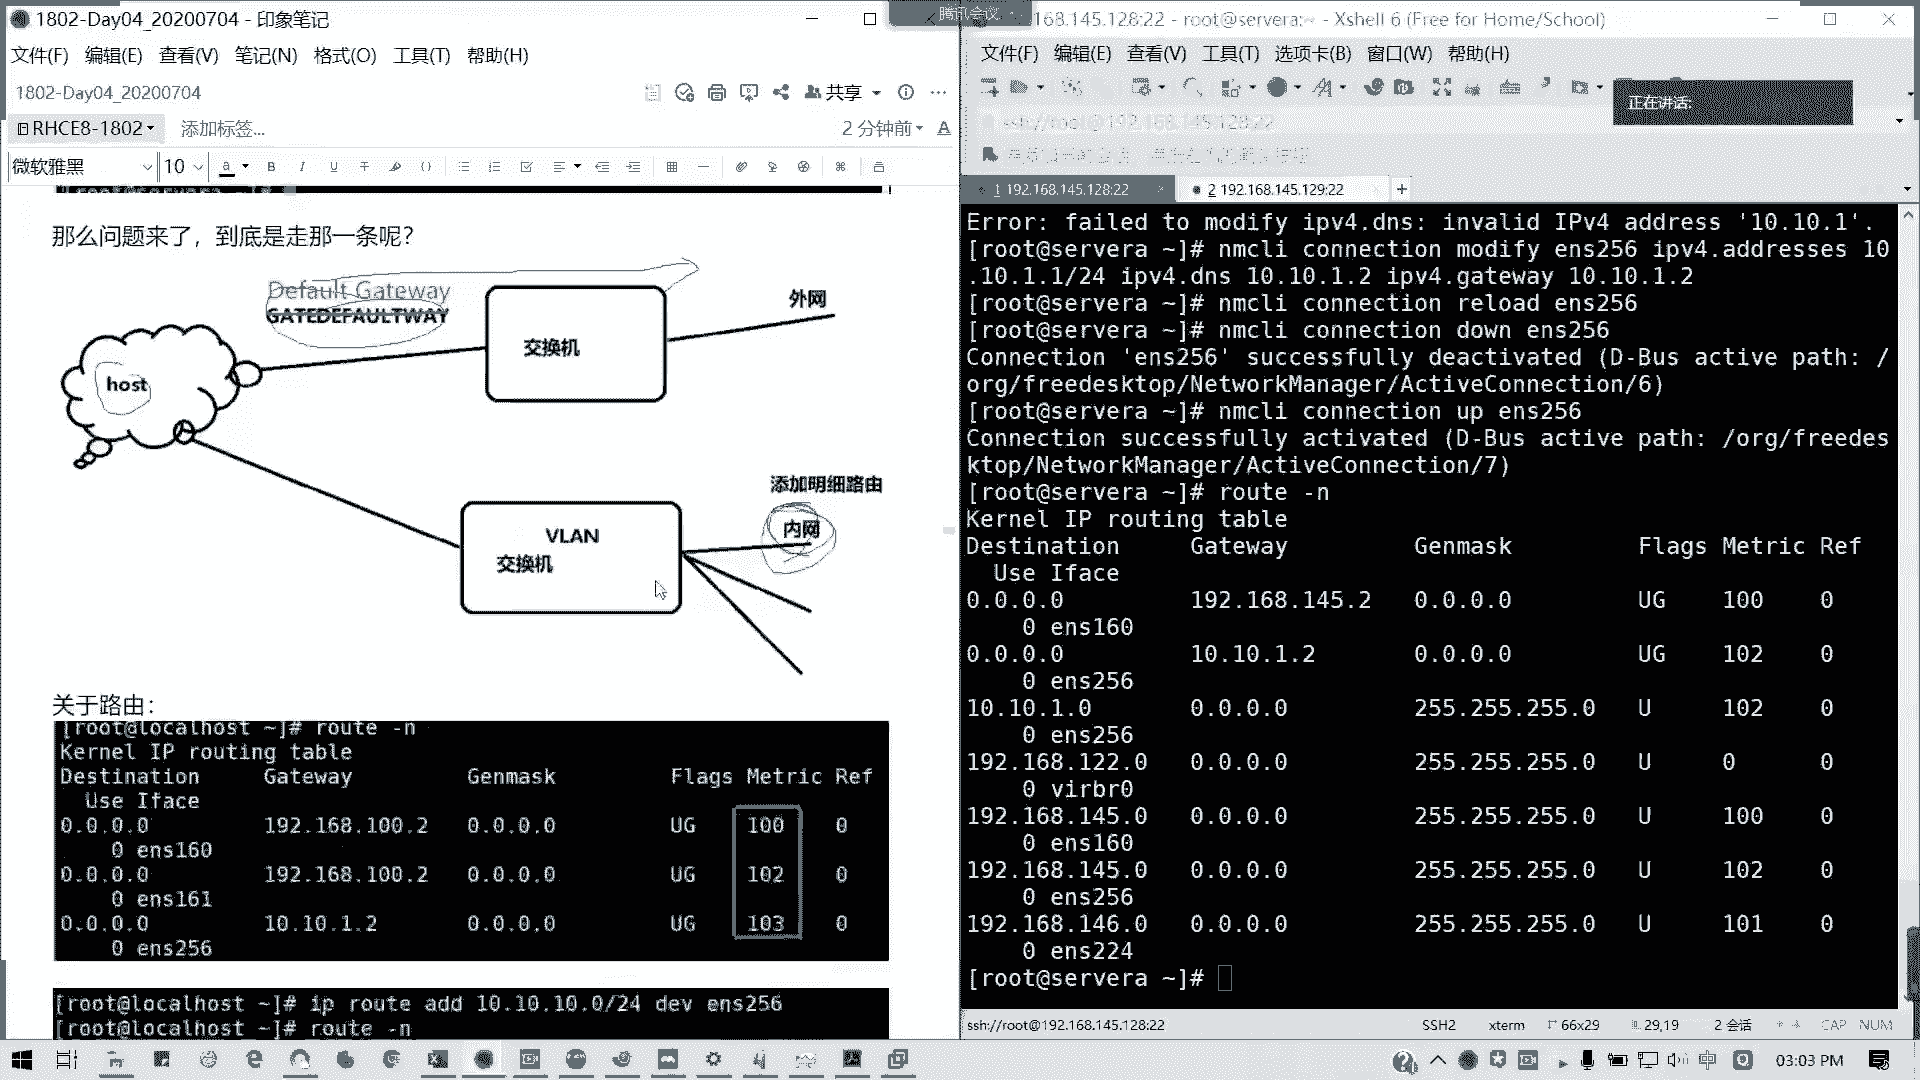 1802-Day04_20200704 - 印象笔记
文件(F) 编辑(E) 查看(V) 笔记(N) 格式(O) 工具(T) 帮助(H)
1802-Day04_20200704
共享
RHCE8-1802 添加标签...
2 分钟前
微软雅黑 10
那么问题来了，到底是走那一条呢？
Default Gateway
GATEDEFAULTWAY
外网
交换机
host
添加明细路由
内网
VLAN
交换机
关于路由：
[root@localhost ~]# route -n
Kernel IP routing table
Destination Gateway Genmask Flags Metric Ref
Use Iface
0.0.0.0 192.168.100.2 0.0.0.0 UG 100 0
0 ens160
0.0.0.0 192.168.100.2 0.0.0.0 UG 102 0
0 ens161
0.0.0.0 10.10.1.2 0.0.0.0 UG 103 0
0 ens256
[root@localhost ~]# ip route add 10.10.10.0/24 dev ens256
[root@localhost ~]# route -n
腾讯会议
168.145.128:22 - root@servera:~ - Xshell 6 (Free for Home/School)
文件(F) 编辑(E) 查看(V) 工具(T) 选项卡(B) 窗口(W) 帮助(H)
正在讲话:
ssh://root@192.168.145.128:22
1 192.168.145.128:22
2 192.168.145.129:22
Error: failed to modify ipv4.dns: invalid IPv4 address '10.10.1'.
[root@servera ~]# nmcli connection modify ens256 ipv4.addresses 10
.10.1.1/24 ipv4.dns 10.10.1.2 ipv4.gateway 10.10.1.2
[root@servera ~]# nmcli connection reload ens256
[root@servera ~]# nmcli connection down ens256
Connection 'ens256' successfully deactivated (D-Bus active path: /
org/freedesktop/NetworkManager/ActiveConnection/6)
[root@servera ~]# nmcli connection up ens256
Connection successfully activated (D-Bus active path: /org/freedes
ktop/NetworkManager/ActiveConnection/7)
[root@servera ~]# route -n
Kernel IP routing table
Destination Gateway Genmask Flags Metric Ref
Use Iface
0.0.0.0 192.168.145.2 0.0.0.0 UG 100 0
0 ens160
0.0.0.0 10.10.1.2 0.0.0.0 UG 102 0
0 ens256
10.10.1.0 0.0.0.0 255.255.255.0 U 102 0
0 ens256
192.168.122.0 0.0.0.0 255.255.255.0 U 0 0
0 virbr0
192.168.145.0 0.0.0.0 255.255.255.0 U 100 0
0 ens160
192.168.145.0 0.0.0.0 255.255.255.0 U 102 0
0 ens256
192.168.146.0 0.0.0.0 255.255.255.0 U 101 0
0 ens224
[root@servera ~]#
ssh://root@192.168.145.128:22 SSH2 xterm 66x29 29,19 2 会话 CAP NUM
中 03:03 PM